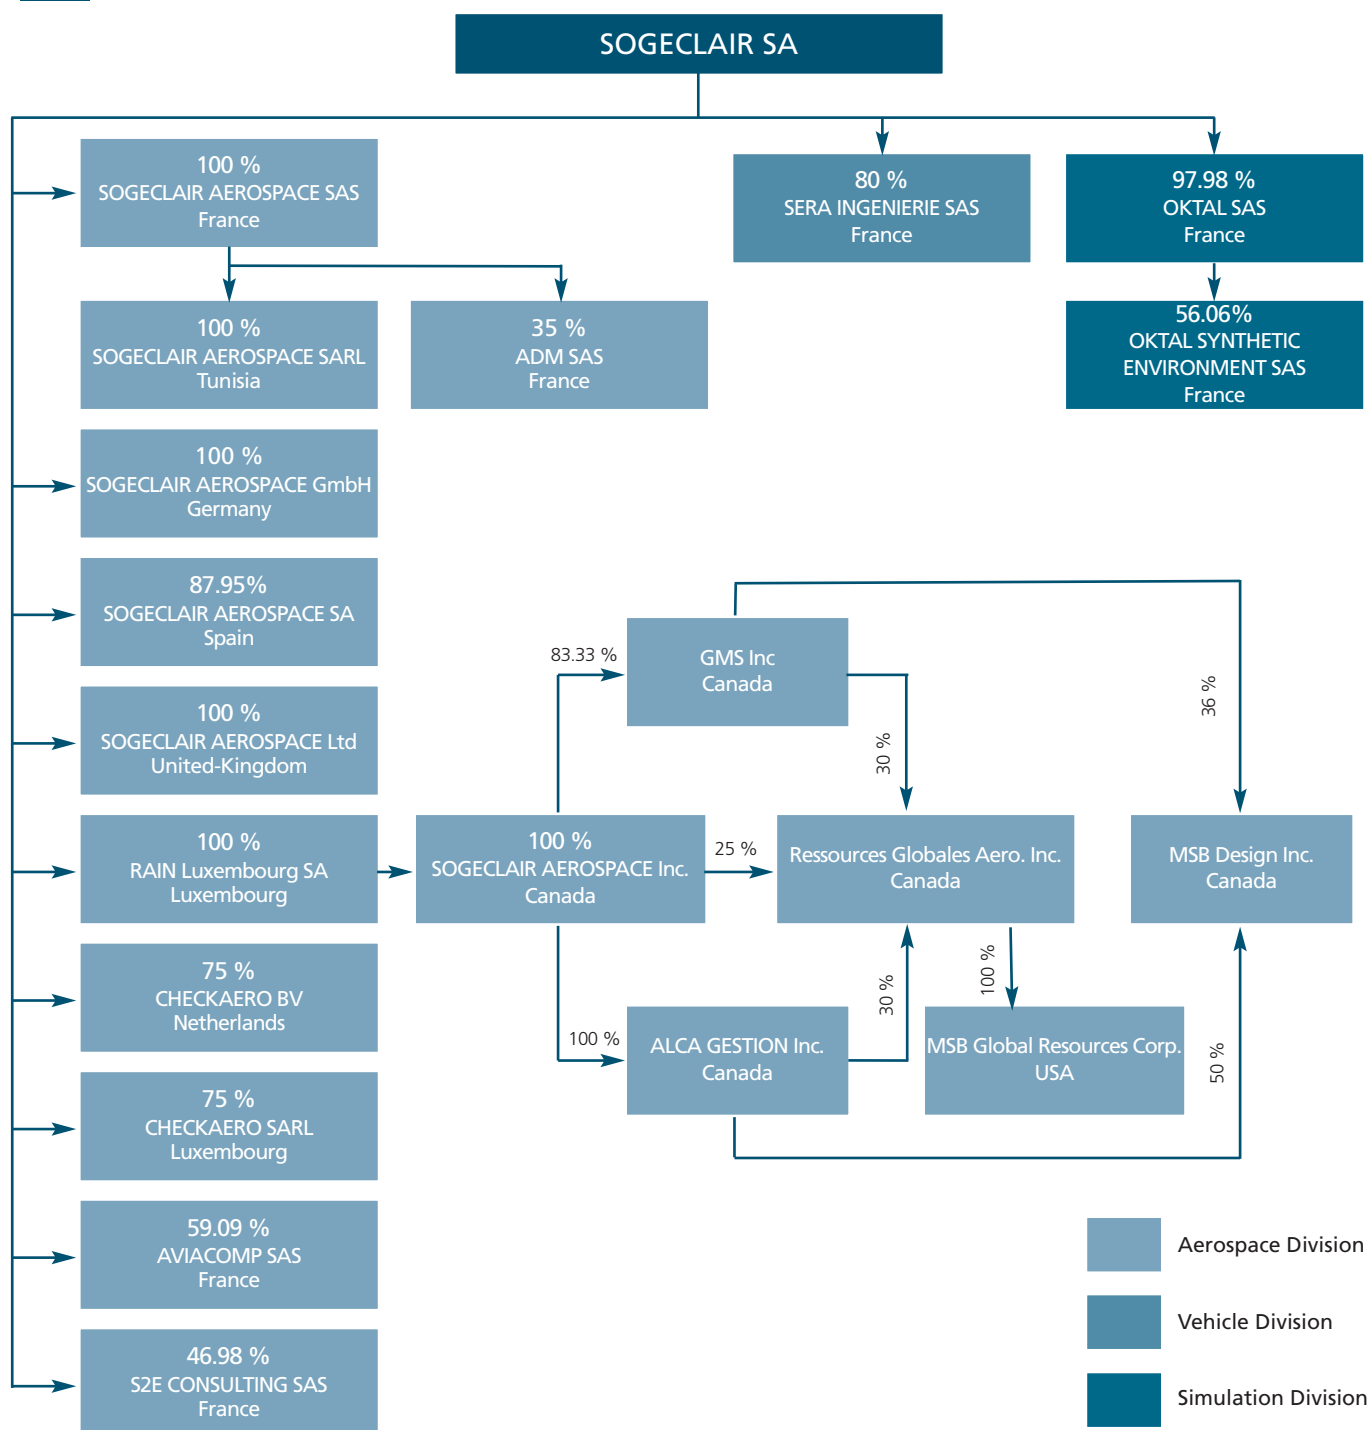 SOGECLAIR SA
100 %
SOGECLAIR AEROSPACE SAS
France
80 %
SERA INGENIERIE SAS
France
97.98 %
OKTAL SAS
France
100 %
SOGECLAIR AEROSPACE SARL
Tunisia
35 %
ADM SAS
France
56.06%
OKTAL SYNTHETIC
ENVIRONMENT SAS
France
100 %
SOGECLAIR AEROSPACE GmbH
Germany
87.95%
SOGECLAIR AEROSPACE SA
Spain
83.33 %
GMS Inc
Canada
36 %
100 %
SOGECLAIR AEROSPACE Ltd
United-Kingdom
30 %
100 %
RAIN Luxembourg SA
Luxembourg
100 %
SOGECLAIR AEROSPACE Inc.
Canada
25 %
Ressources Globales Aero. Inc.
Canada
MSB Design Inc.
Canada
75 %
CHECKAERO BV
Netherlands
30 %
100 %
100 %
ALCA GESTION Inc.
Canada
MSB Global Resources Corp.
USA
50 %
75 %
CHECKAERO SARL
Luxembourg
59.09 %
AVIACOMP SAS
France
46.98 %
S2E CONSULTING SAS
France
Aerospace Division
Vehicle Division
Simulation Division